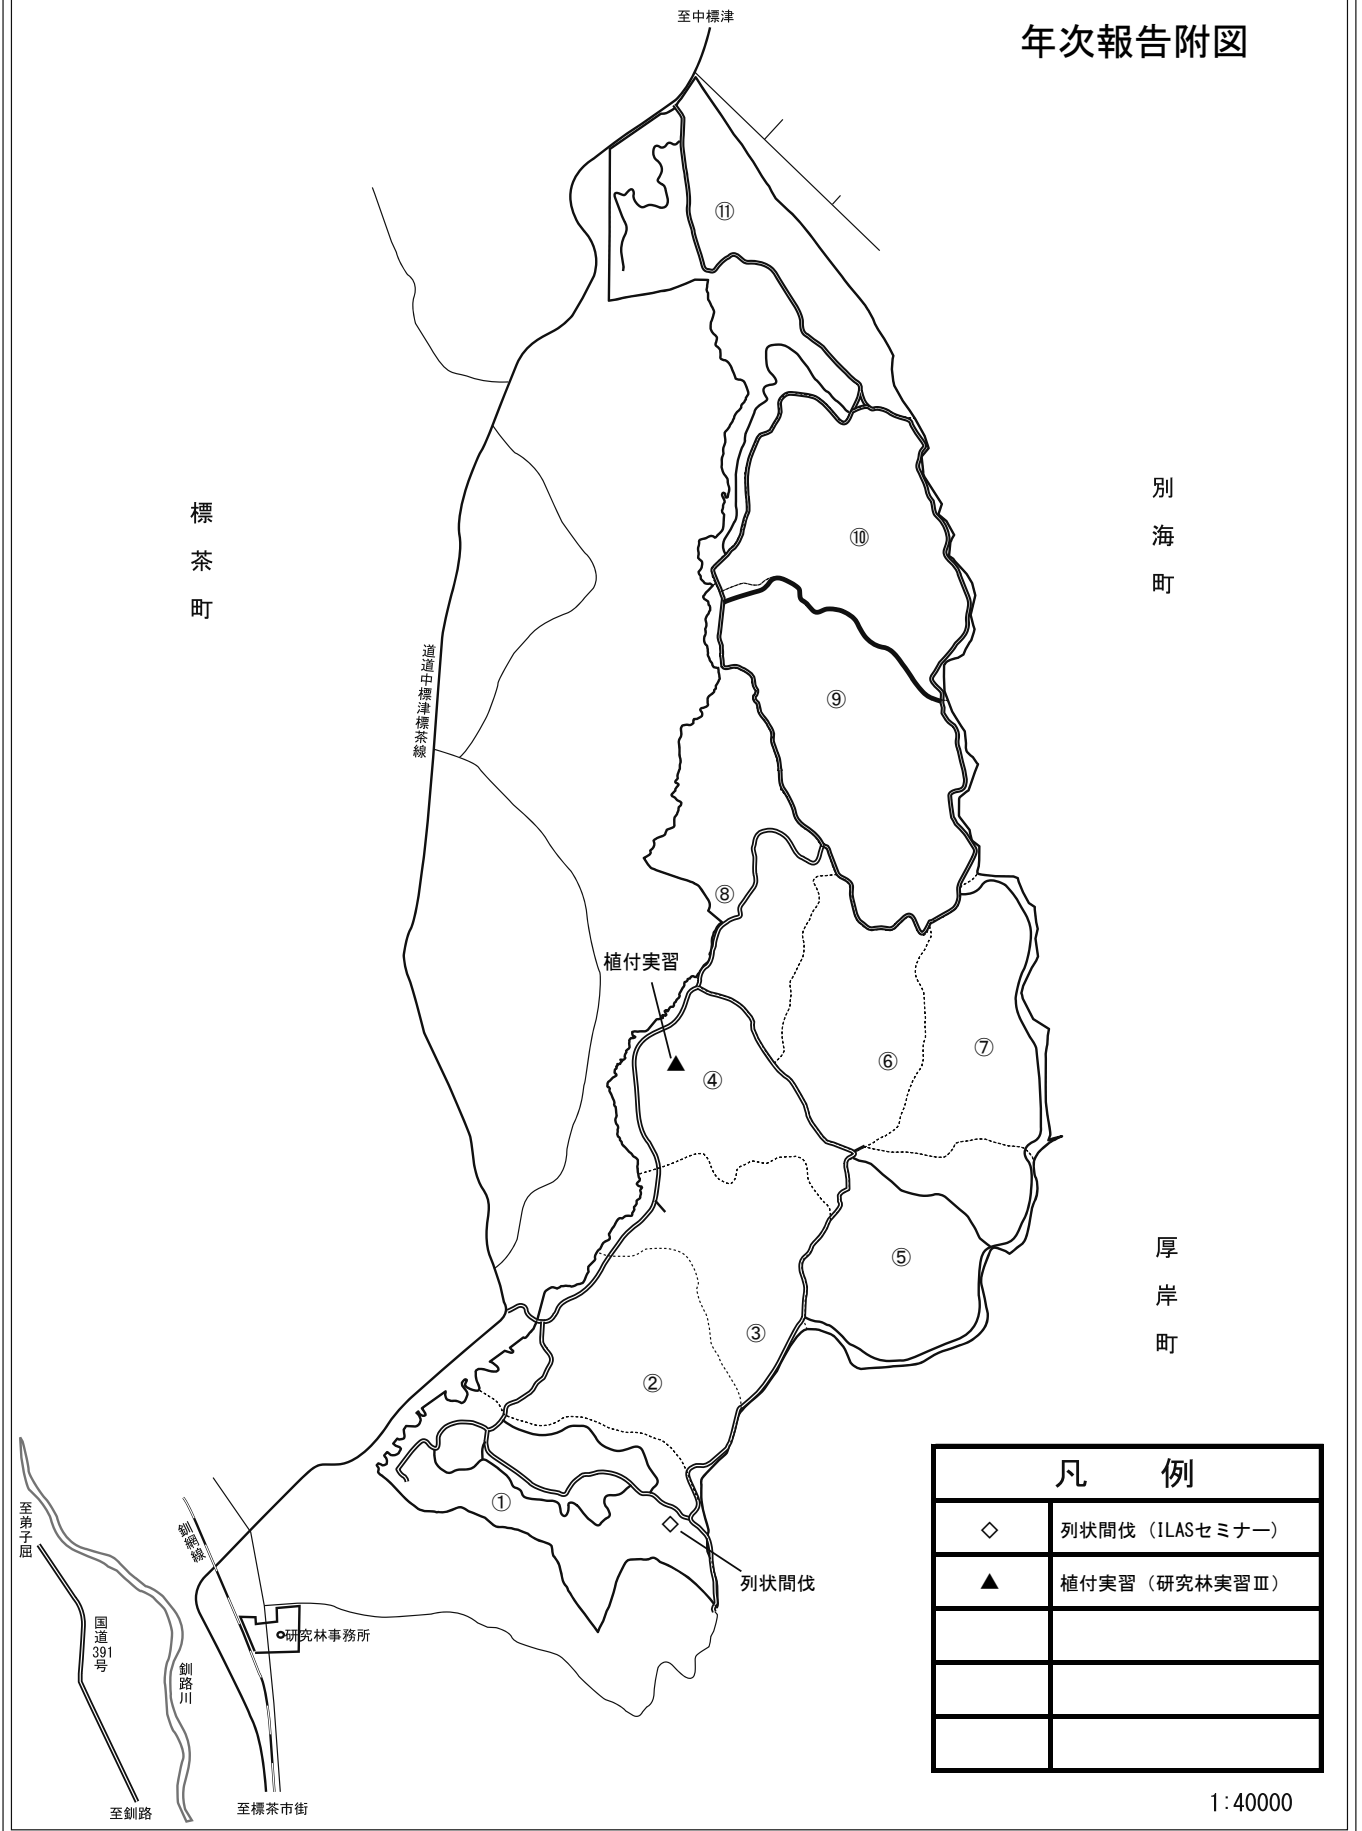 至中標津
年次報告附図
⑪
標茶町
別海町
⑩
道道中標津標茶線
⑨
⑧
植付実習
⑦
⑥
④
⑤
厚岸町
③
②
①
列状間伐
凡 例
◇ 列状間伐（ILASセミナー）
▲ 植付実習（研究林実習Ⅲ）
至弟子屈
釧網線
国道391号
研究林事務所
釧路川
至釧路
至標茶市街
1:40000